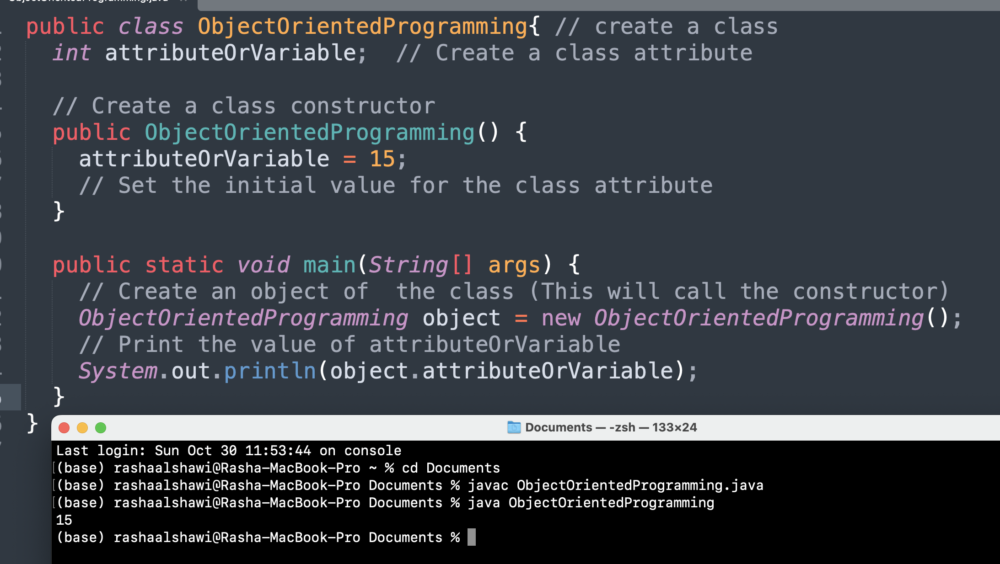 public class ObjectOrientedProgramming{ // create a class
int attributeOrVariable;  // Create a class attribute
// Create a class constructor
public ObjectOrientedProgramming() {
attributeOrVariable = 15;
// Set the initial value for the class attribute
}
public static void main(String[] args) {
// Create an object of  the class (This will call the constructor)
ObjectOrientedProgramming object = new ObjectOrientedProgramming();
// Print the value of attributeOrVariable
System.out.println(object.attributeOrVariable);
}
}
Documents — -zsh — 133×24
Last login: Sun Oct 30 11:53:44 on console
(base) rashaalshawi@Rasha-MacBook-Pro ~ % cd Documents
(base) rashaalshawi@Rasha-MacBook-Pro Documents % javac ObjectOrientedProgramming.java
(base) rashaalshawi@Rasha-MacBook-Pro Documents % java ObjectOrientedProgramming
15
(base) rashaalshawi@Rasha-MacBook-Pro Documents %